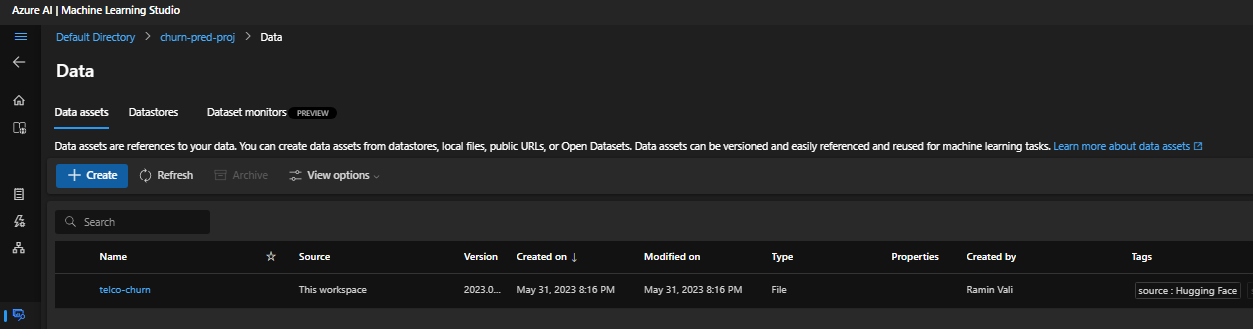 Azure AI | Machine Learning Studio
Default Directory > churn-pred-proj > Data
Data
Data assets Datastores Dataset monitors PREVIEW
Data assets are references to your data. You can create data assets from datastores, local files, public URLs, or Open Datasets. Data assets can be versioned and easily referenced and reused for machine learning tasks. Learn more about data assets
+ Create Refresh Archive View options
Search
Name Source Version Created on ↓ Modified on Type Properties Created by Tags
telco-churn This workspace 2023.0... May 31, 2023 8:16 PM May 31, 2023 8:16 PM File Ramin Vali source : Hugging Face